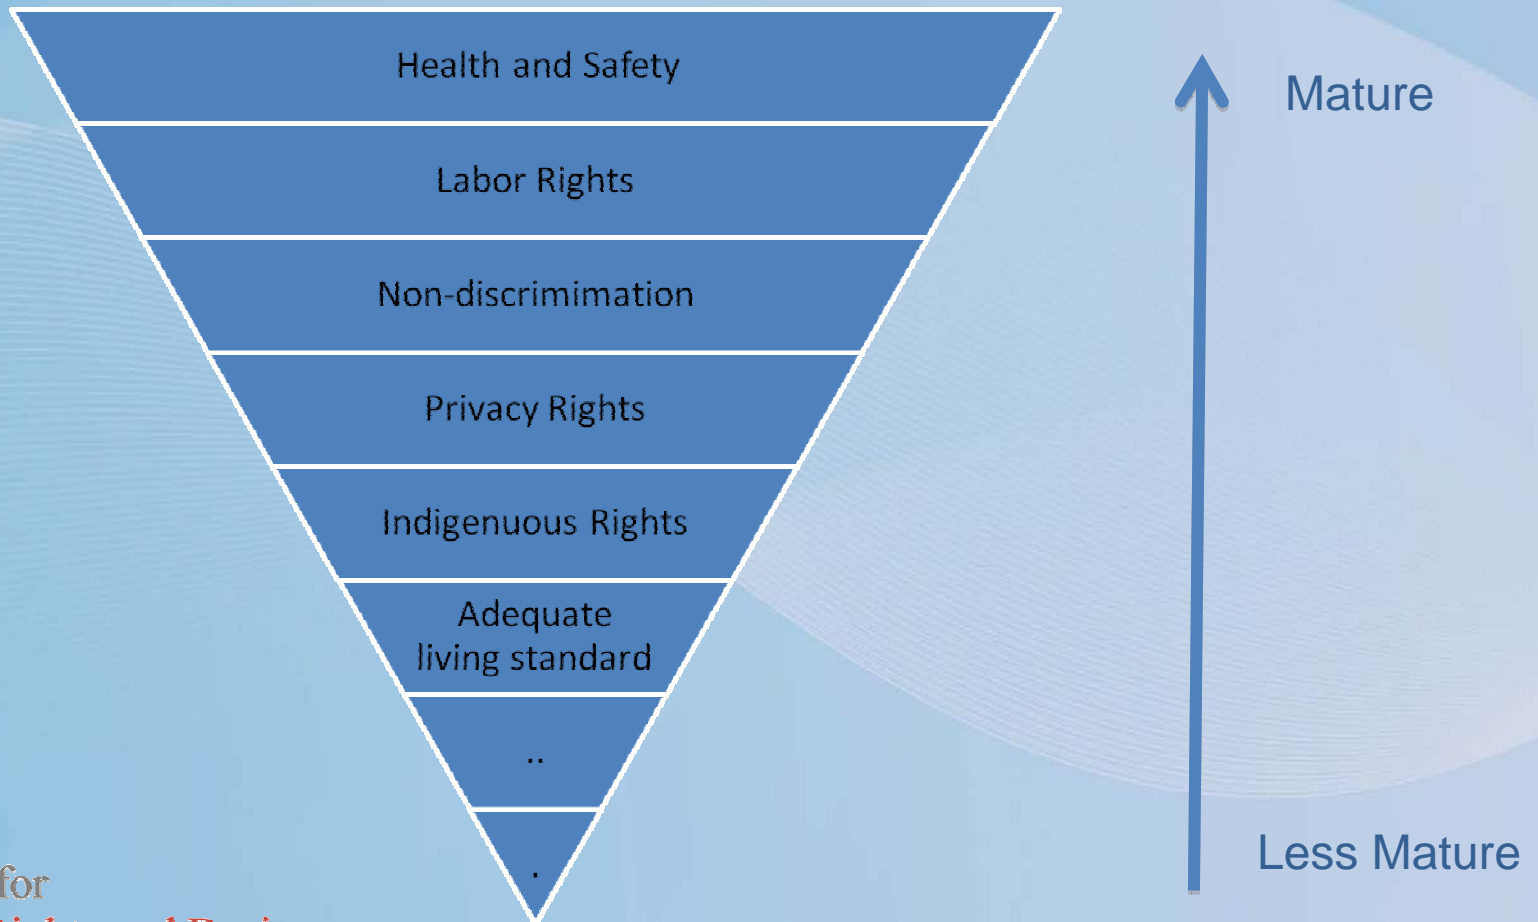 Health and Safety
Mature
Labor Rights
Non-discrimimation
Privacy Rights
Indigenuous Rights
Adequate
living standard
..
.
Less Mature
for